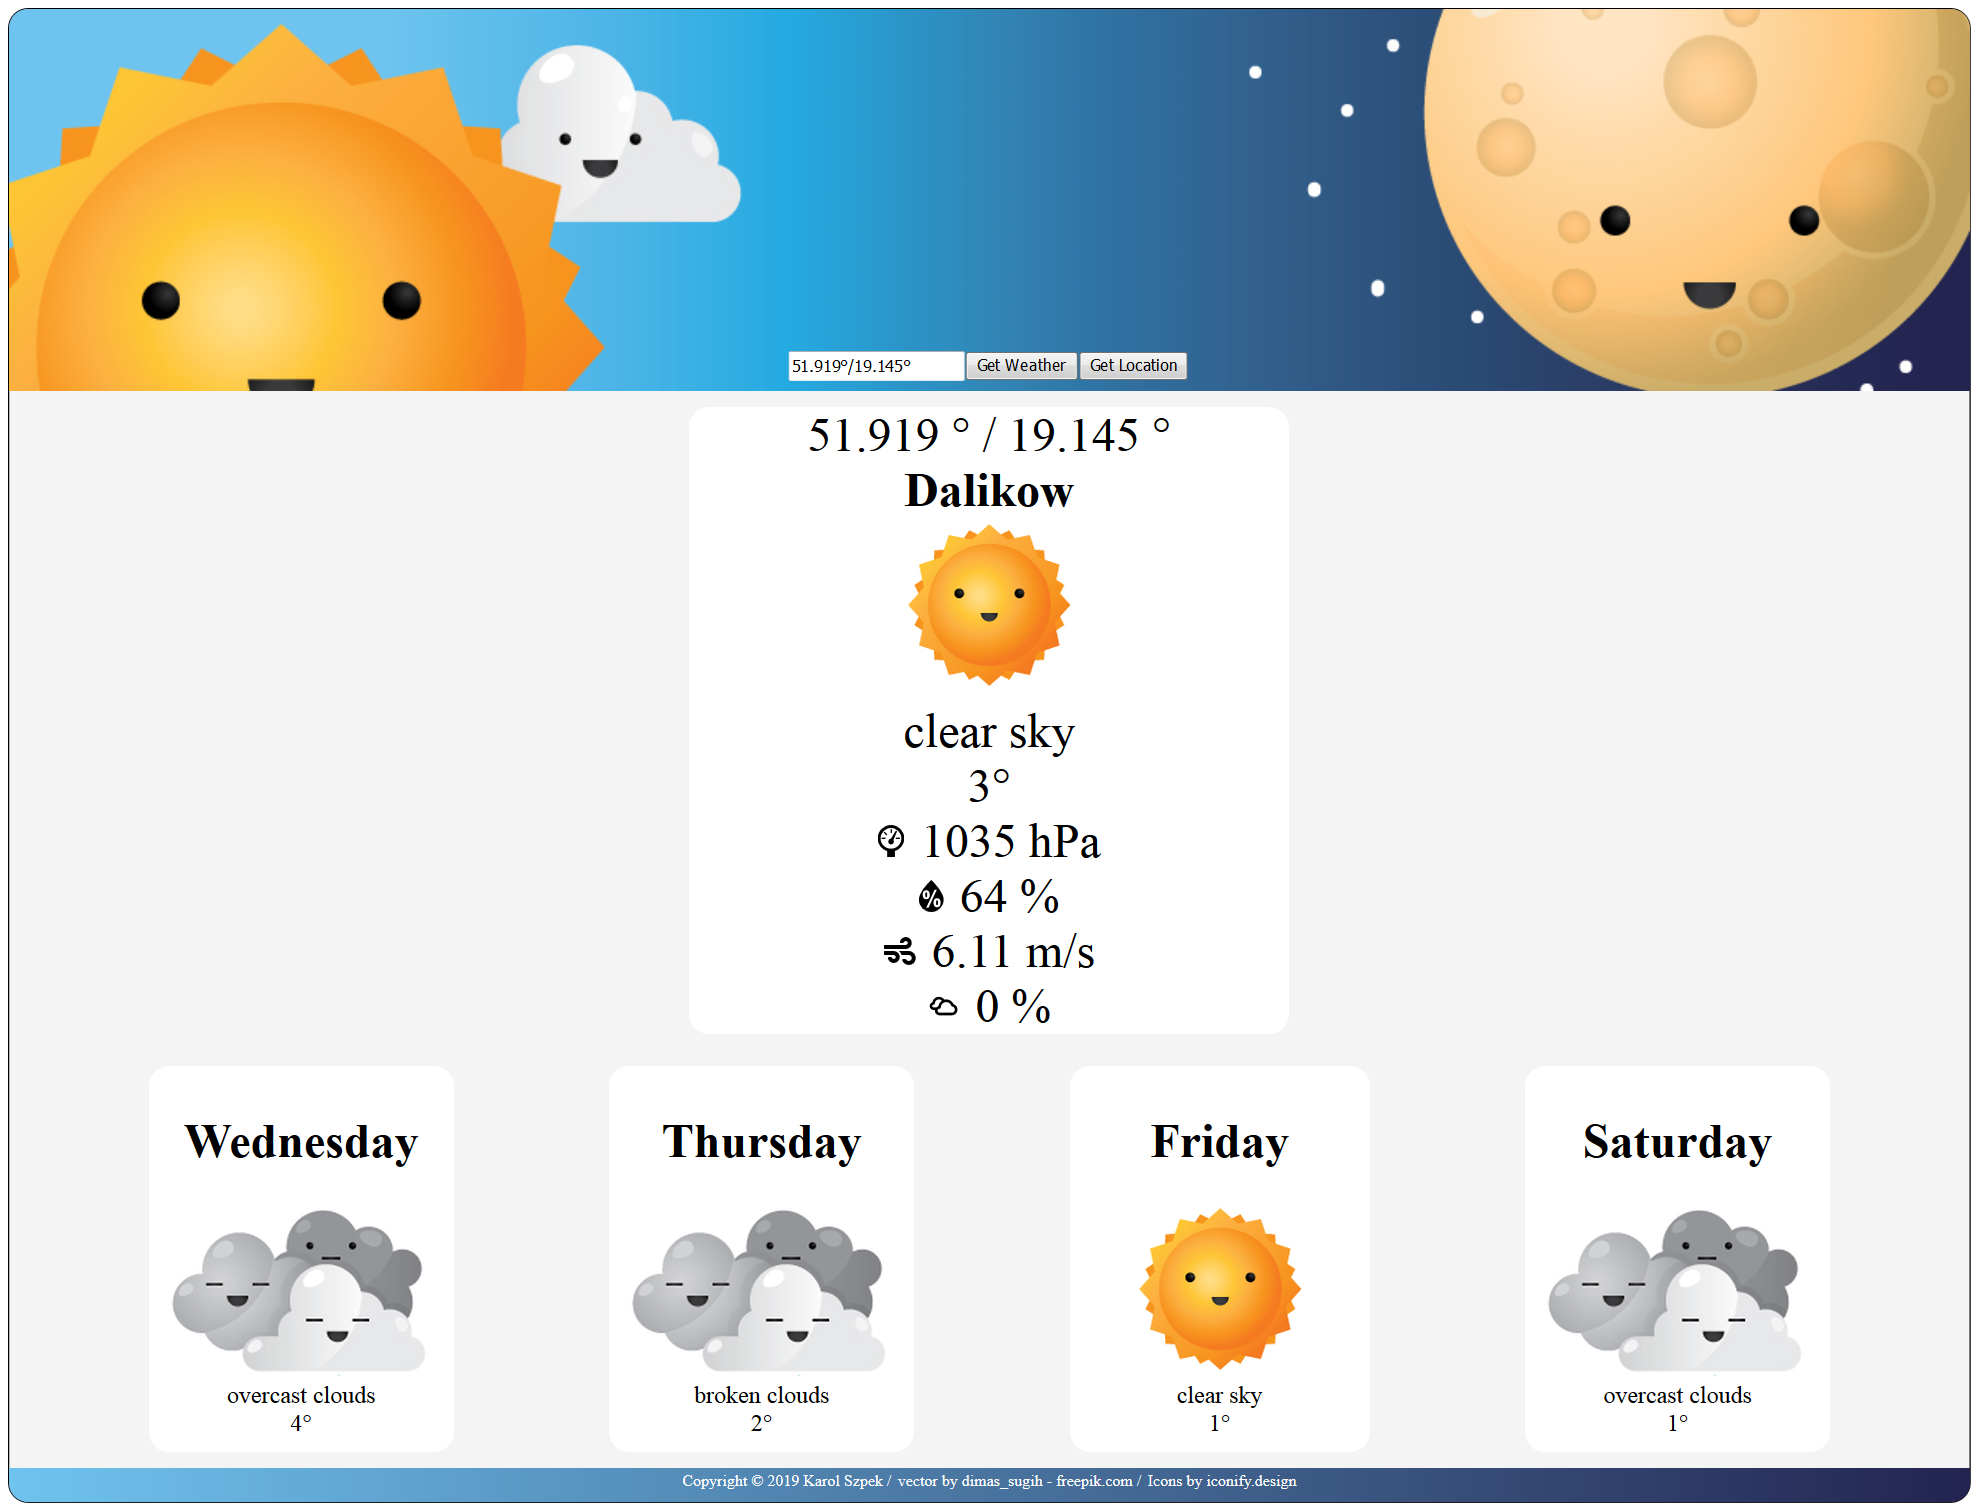 51.919°/19.145°
Get Weather
Get Location
51.919 ° / 19.145 °
Dalikow
clear sky
3°
1035 hPa
64 %
6.11 m/s
0 %
Wednesday
overcast clouds
4°
Thursday
broken clouds
2°
Friday
clear sky
1°
Saturday
overcast clouds
1°
Copyright © 2019 Karol Szpek / vector by dimas_sugih - freepik.com / Icons by iconify.design